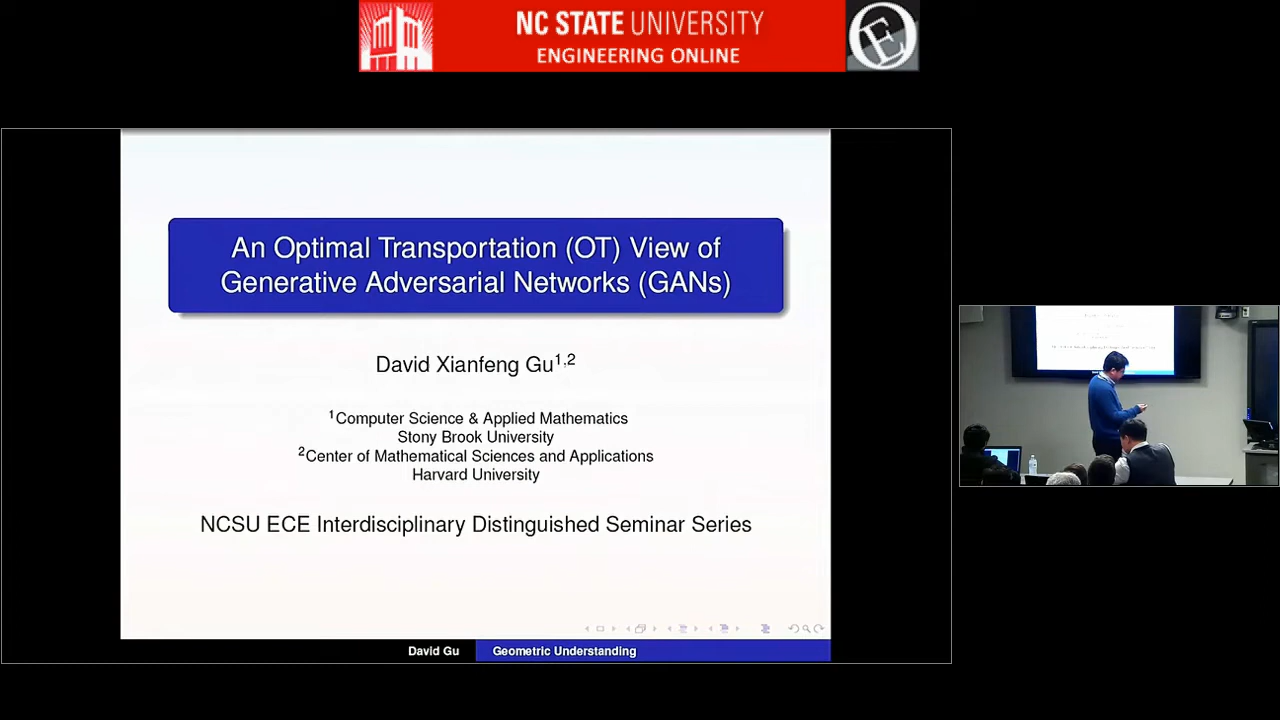 NC STATE UNIVERSITY
ENGINEERING ONLINE
E
An Optimal Transportation (OT) View of
Generative Adversarial Networks (GANs)
David Xianfeng Gu1,2
1Computer Science & Applied Mathematics
Stony Brook University
2Center of Mathematical Sciences and Applications
Harvard University
NCSU ECE Interdisciplinary Distinguished Seminar Series
David Gu
Geometric Understanding